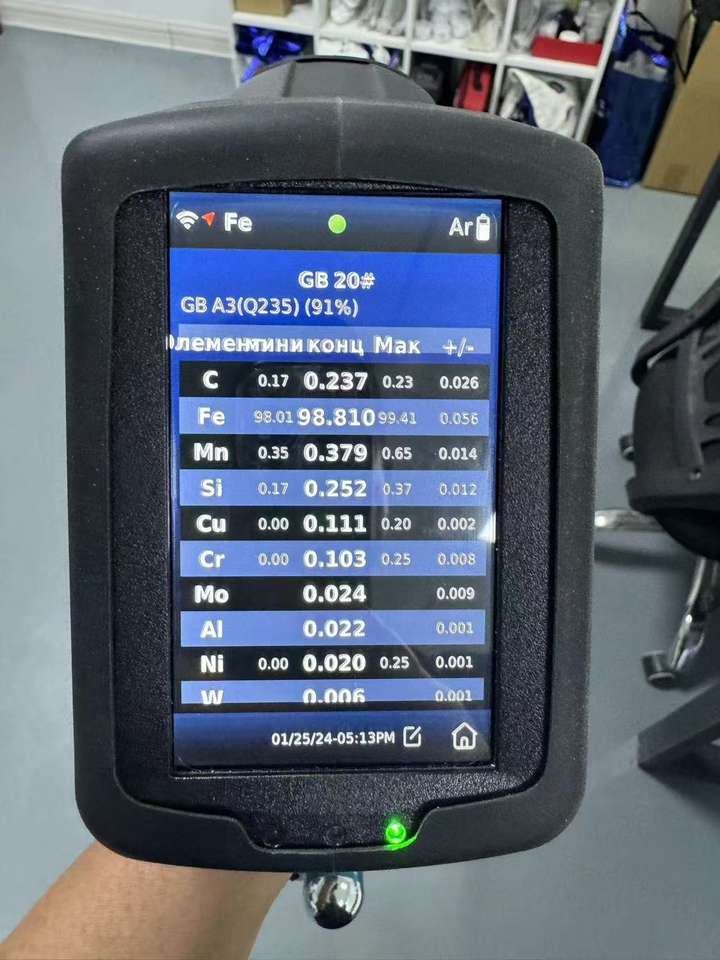 Fe Ar
GB 20#
GB A3(Q235) (91%)
лемент мини конц Мак +/-
C 0.17 0.237 0.23 0.026
Fe 98.01 98.810 99.41 0.056
Mn 0.35 0.379 0.65 0.014
Si 0.17 0.252 0.37 0.012
Cu 0.00 0.111 0.20 0.002
Cr 0.00 0.103 0.25 0.008
Mo 0.024 0.009
Al 0.022 0.001
Ni 0.00 0.020 0.25 0.001
W 0.006 0.001
01/25/24-05:13PM